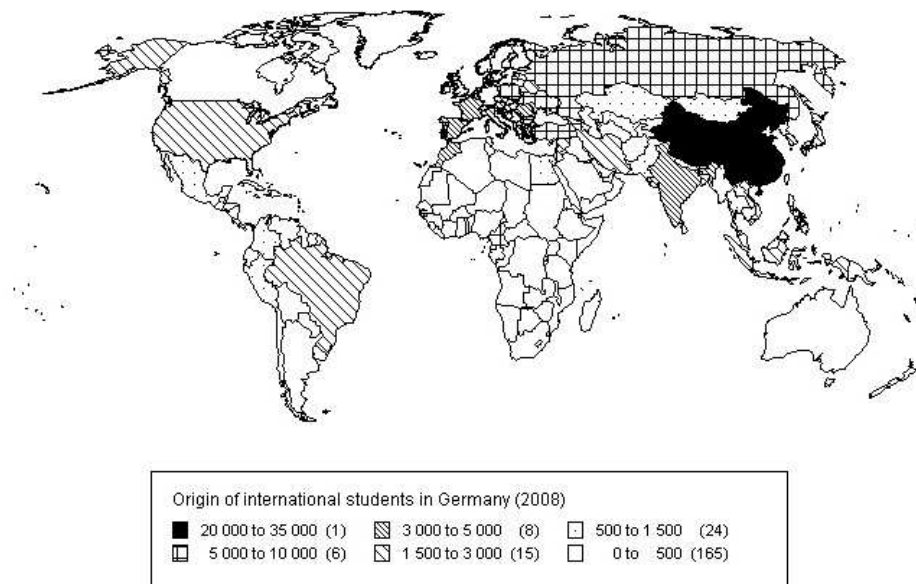 Origin of international students in Germany (2008)
20 000 to 35 000 (1) 3 000 to 5 000 (8) 500 to 1 500 (24)
5 000 to 10 000 (6) 1 500 to 3 000 (15) 0 to 500 (165)